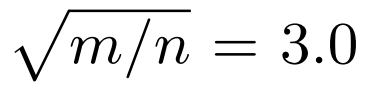 √m/n = 3.0